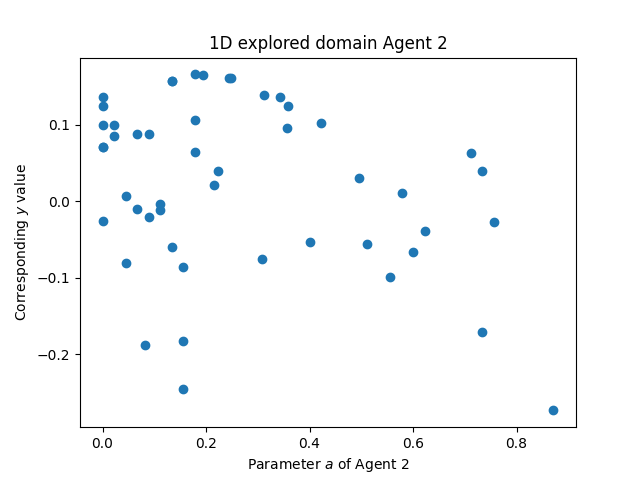 1D explored domain Agent 2
Corresponding y value
0.1
0.0
−0.1
−0.2
0.0 0.2 0.4 0.6 0.8
Parameter a of Agent 2